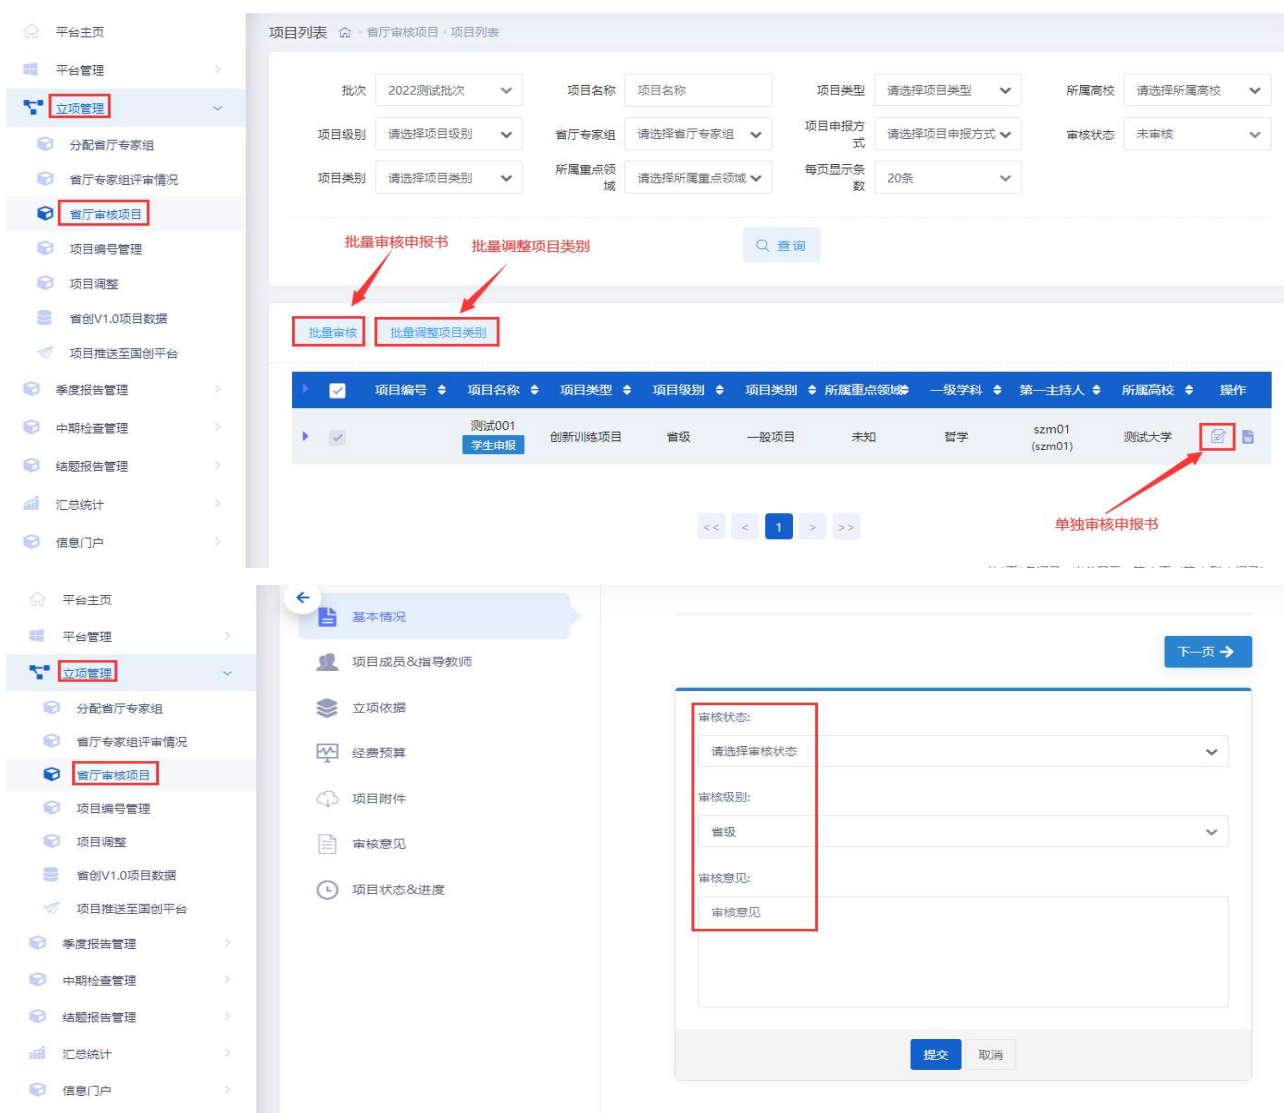 平台主页
平台管理
立项管理
分配省厅专家组
省厅专家组评审情况
省厅审核项目
项目编号管理
项目调整
省创V1.0项目数据
项目推送至国创平台
季度报告管理
中期检查管理
结题报告管理
汇总统计
信息门户
项目列表 - 省厅审核项目 - 项目列表
批次 2022测试批次 项目名称 项目名称 项目类型 请选择项目类型 所属高校 请选择所属高校
项目级别 请选择项目级别 省厅专家组 请选择省厅专家组 项目申报方式 请选择项目申报方式 审核状态 未审核
项目类别 请选择项目类别 所属重点领域 请选择所属重点领域 每页显示条数 20条
批量审核申报书 批量调整项目类别 查询
批量审核 批量调整项目类别
项目编号 项目名称 项目类型 项目级别 项目类别 所属重点领域 一级学科 第一主持人 所属高校 操作
测试001 学生申报 创新训练项目 省级 一般项目 未知 哲学 szm01 (szm01) 测试大学
<< < 1 > >>
单独审核申报书
平台主页
平台管理
立项管理
分配省厅专家组
省厅专家组评审情况
省厅审核项目
项目编号管理
项目调整
省创V1.0项目数据
项目推送至国创平台
季度报告管理
中期检查管理
结题报告管理
汇总统计
信息门户
基本情况
项目成员&指导教师
立项依据
经费预算
项目附件
审核意见
项目状态&进度
下一页
审核状态:
请选择审核状态
审核级别:
省级
审核意见:
审核意见
提交 取消